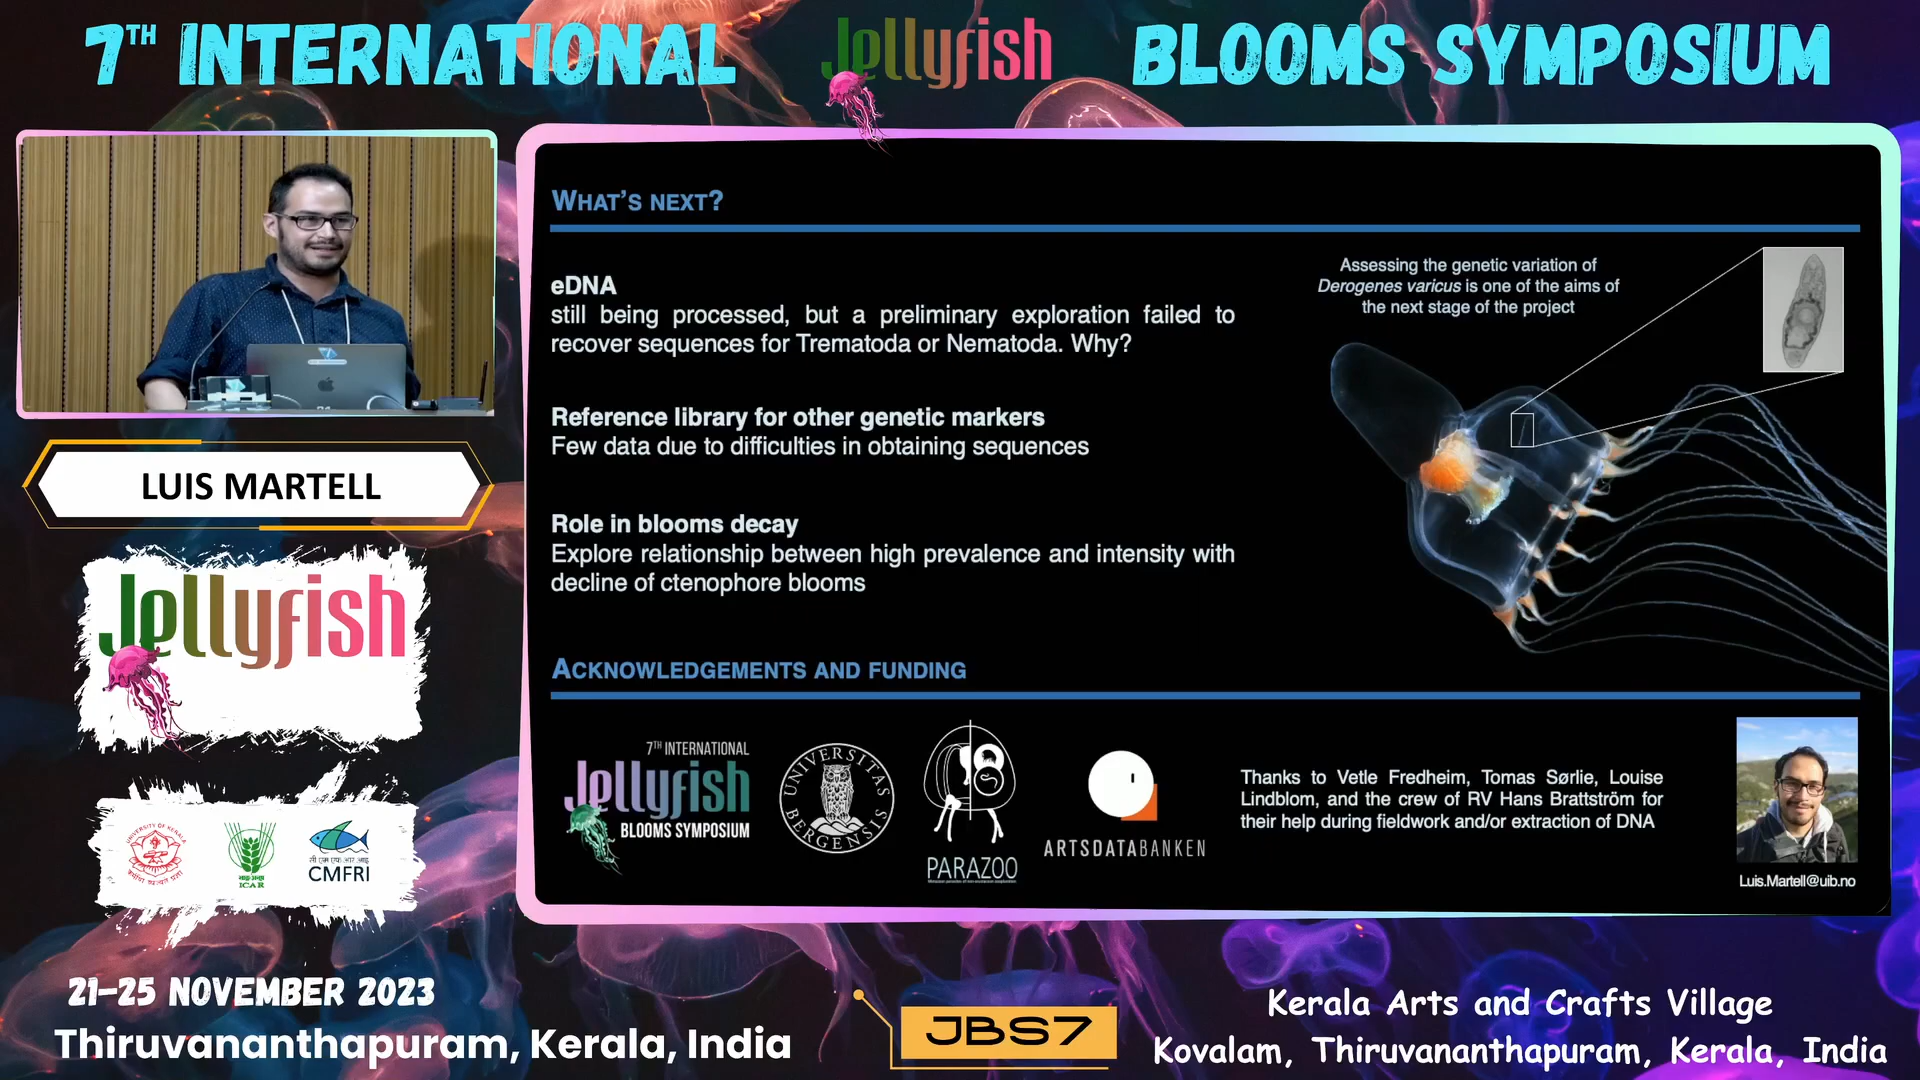 7TH INTERNATIONAL Jellyfish BLOOMS SYMPOSIUM
LUIS MARTELL
Jellyfish
UNIVERSITY OF KERALA
ICAR
CMFRI
WHAT'S NEXT?
eDNA
still being processed, but a preliminary exploration failed to
recover sequences for Trematoda or Nematoda. Why?
Reference library for other genetic markers
Few data due to difficulties in obtaining sequences
Role in blooms decay
Explore relationship between high prevalence and intensity with
decline of ctenophore blooms
Assessing the genetic variation of
Derogenes varicus is one of the aims of
the next stage of the project
ACKNOWLEDGEMENTS AND FUNDING
7TH INTERNATIONAL
Jellyfish
BLOOMS SYMPOSIUM
UNIVERSITAS
BERGENSIS
PARAZOO
ARTSDATABANKEN
Thanks to Vetle Fredheim, Tomas Sørlie, Louise
Lindblom, and the crew of RV Hans Brattström for
their help during fieldwork and/or extraction of DNA
Luis.Martell@uib.no
21-25 NOVEMBER 2023
Thiruvananthapuram, Kerala, India
JBS7
Kerala Arts and Crafts Village
Kovalam, Thiruvananthapuram, Kerala, India